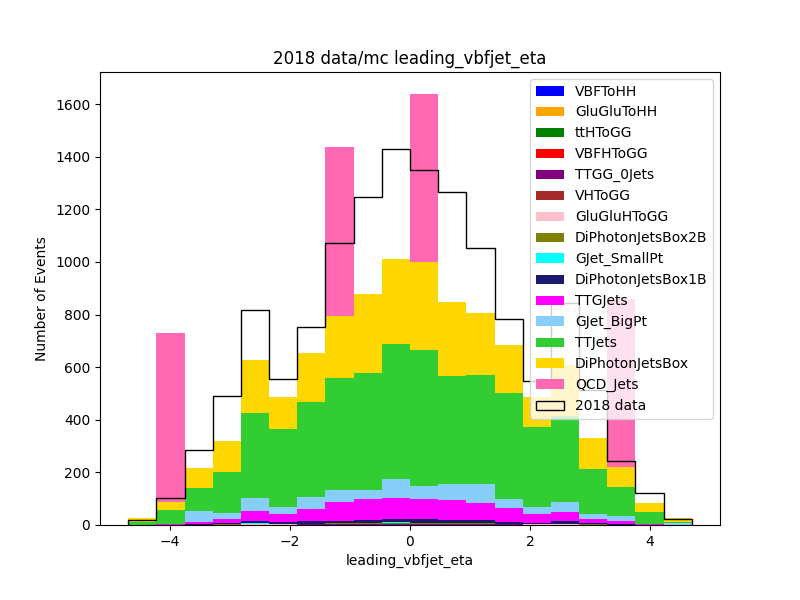 2018 data/mc leading_vbfjet_eta
Number of Events
1600
1400
1200
1000
800
600
400
200
0
−4
−2
0
2
4
leading_vbfjet_eta
VBFToHH
GluGluToHH
ttHToGG
VBFHToGG
TTGG_0Jets
VHToGG
GluGluHToGG
DiPhotonJetsBox2B
GJet_SmallPt
DiPhotonJetsBox1B
TTGJets
GJet_BigPt
TTJets
DiPhotonJetsBox
QCD_Jets
2018 data